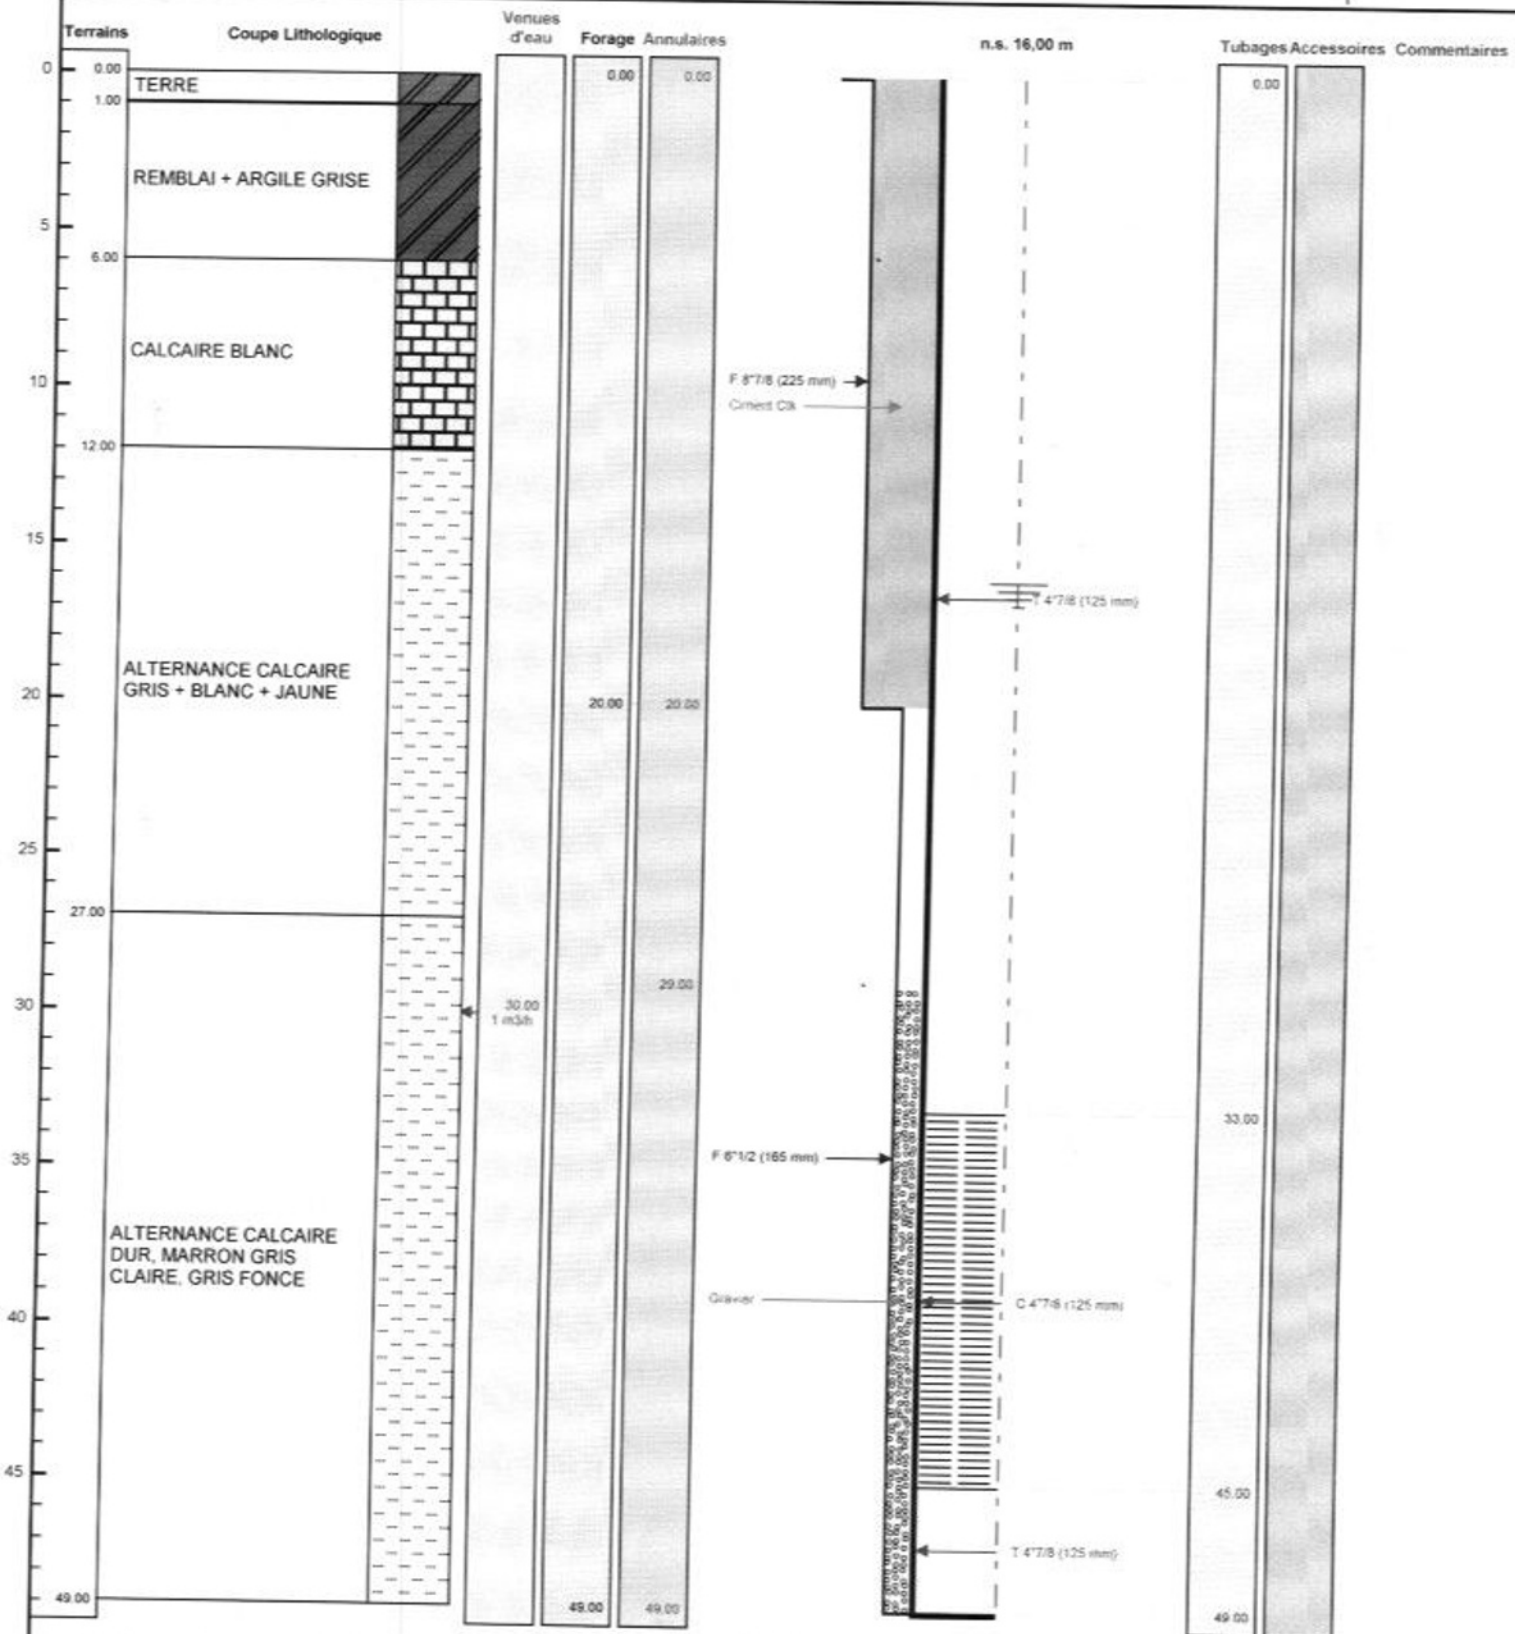 Terrains
Coupe Lithologique
Venues
d'eau
Forage
Annulaires
n.s. 16,00 m
Tubages
Accessoires
Commentaires
0
0.00
TERRE
0.00
0.00
0.00
1.00
REMBLAI + ARGILE GRISE
5
6.00
CALCAIRE BLANC
10
F 8"7/8 (225 mm)
Ciment Clk
12.00
15
T 4"7/8 (125 mm)
ALTERNANCE CALCAIRE
GRIS + BLANC + JAUNE
20
20.00
20.00
25
27.00
29.00
30
30.00
1 m3/h
33.00
35
F 6"1/2 (165 mm)
ALTERNANCE CALCAIRE
DUR, MARRON GRIS
CLAIRE, GRIS FONCE
Gravier
C 4"7/8 (125 mm)
40
45
45.00
T 4"7/8 (125 mm)
49.00
49.00
49.00
49.00